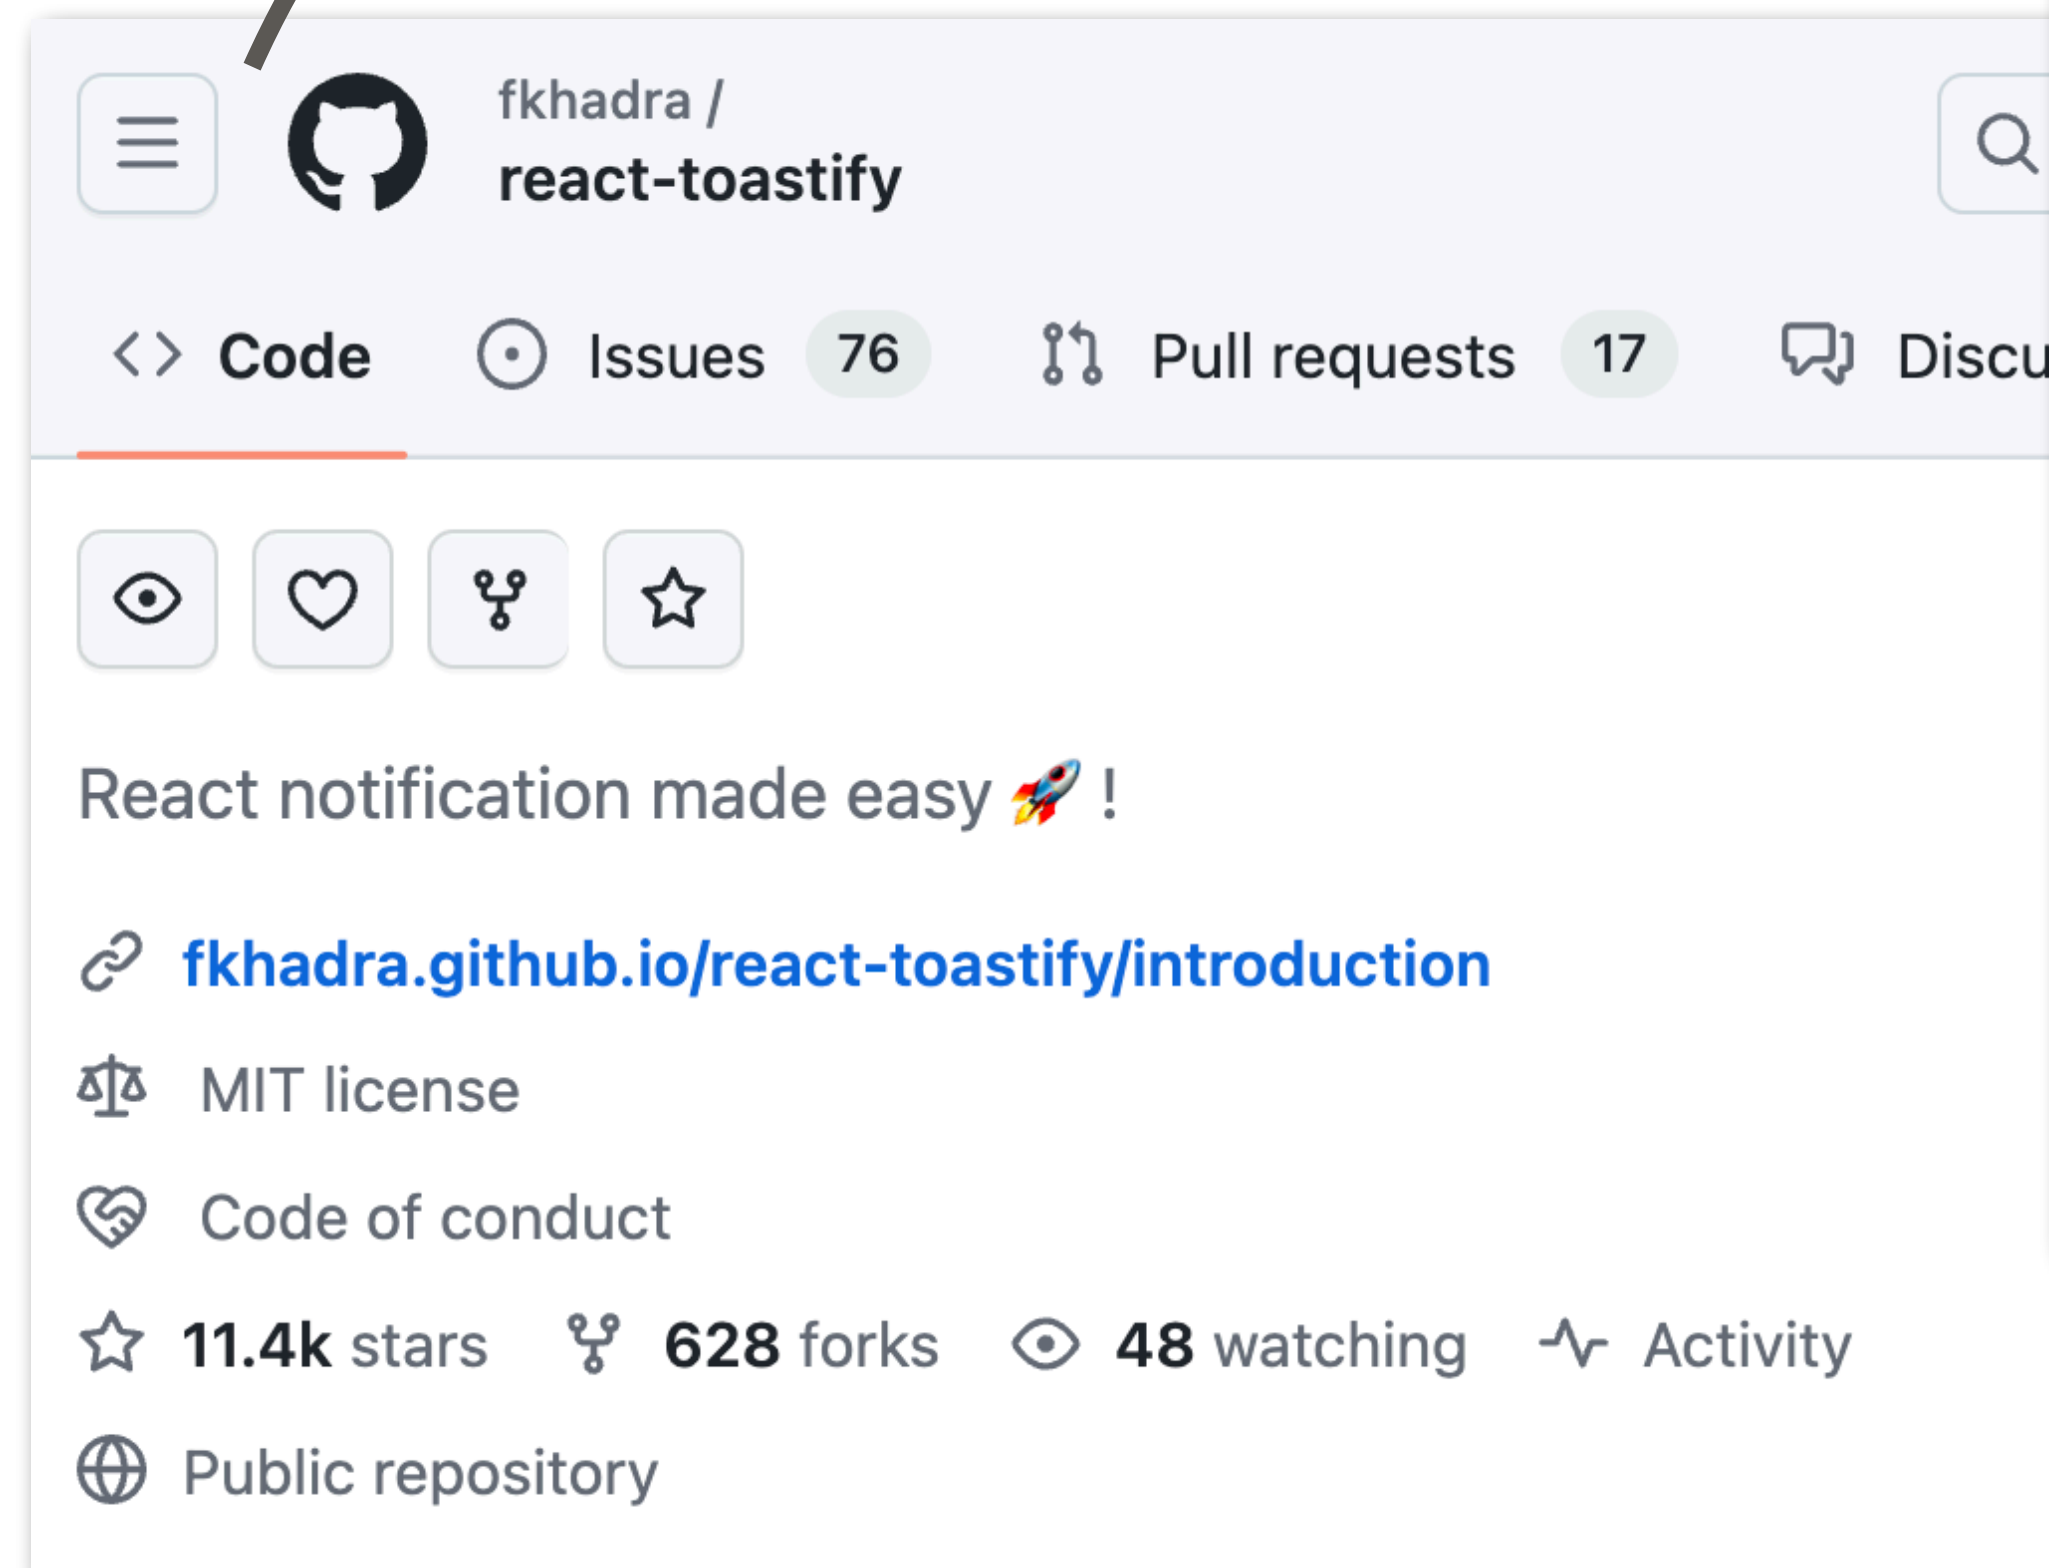 fkhadra /
react-toastify
Code Issues 76 Pull requests 17 Discu
React notification made easy 🚀 !
fkhadra.github.io/react-toastify/introduction
MIT license
Code of conduct
11.4k stars 628 forks 48 watching Activity
Public repository